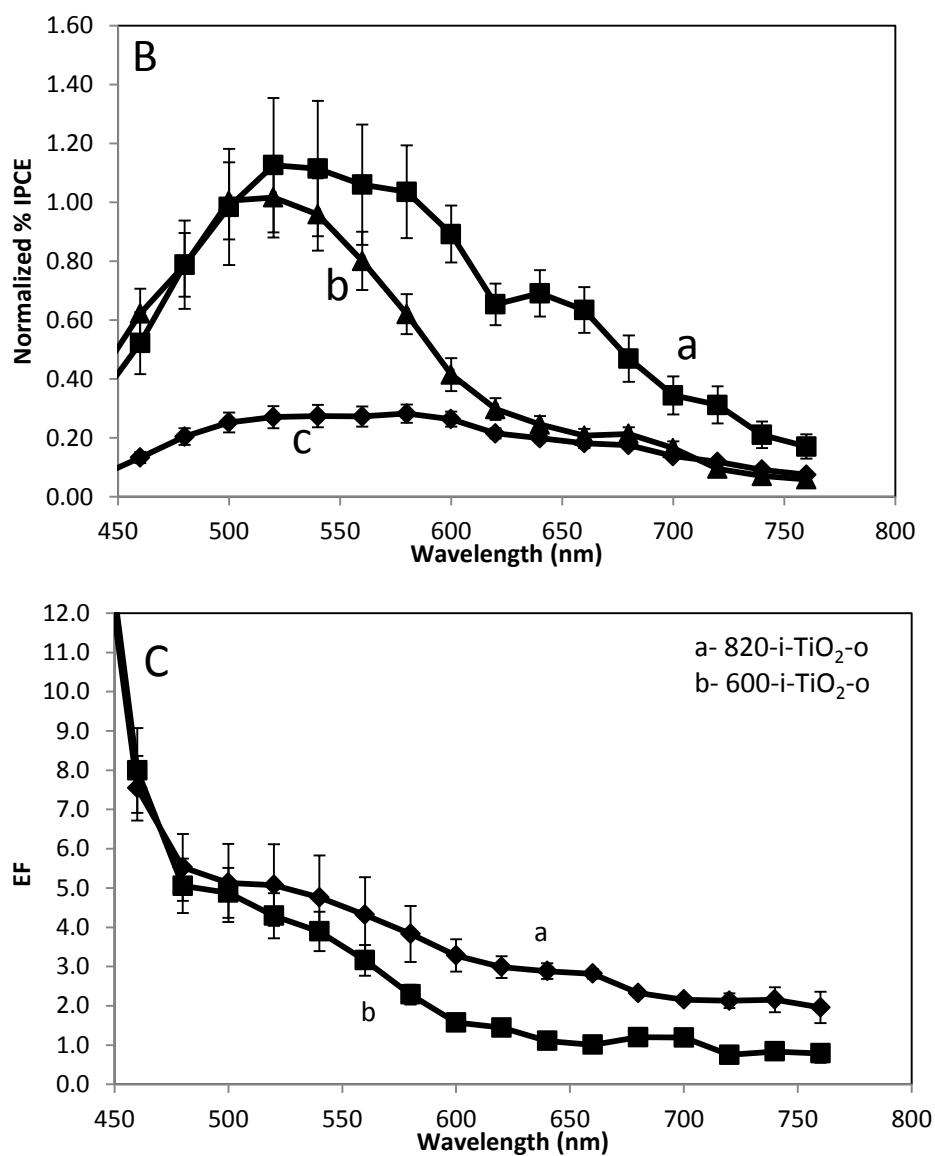 B
Normalized % IPCE
1.60
1.40
1.20
1.00
0.80
0.60
0.40
0.20
0.00
a
b
c
450 500 550 600 650 700 750 800
Wavelength (nm)
C
a- 820-i-TiO₂-o
b- 600-i-TiO₂-o
EF
12.0
11.0
10.0
9.0
8.0
7.0
6.0
5.0
4.0
3.0
2.0
1.0
0.0
a
b
450 500 550 600 650 700 750 800
Wavelength (nm)